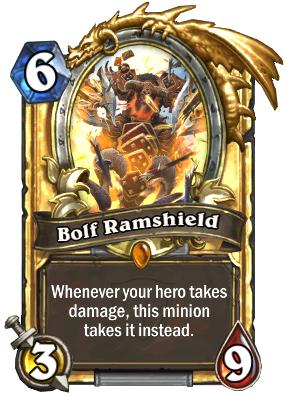 6
Bolf Ramshield
Whenever your hero takes
damage, this minion
takes it instead.
3
9